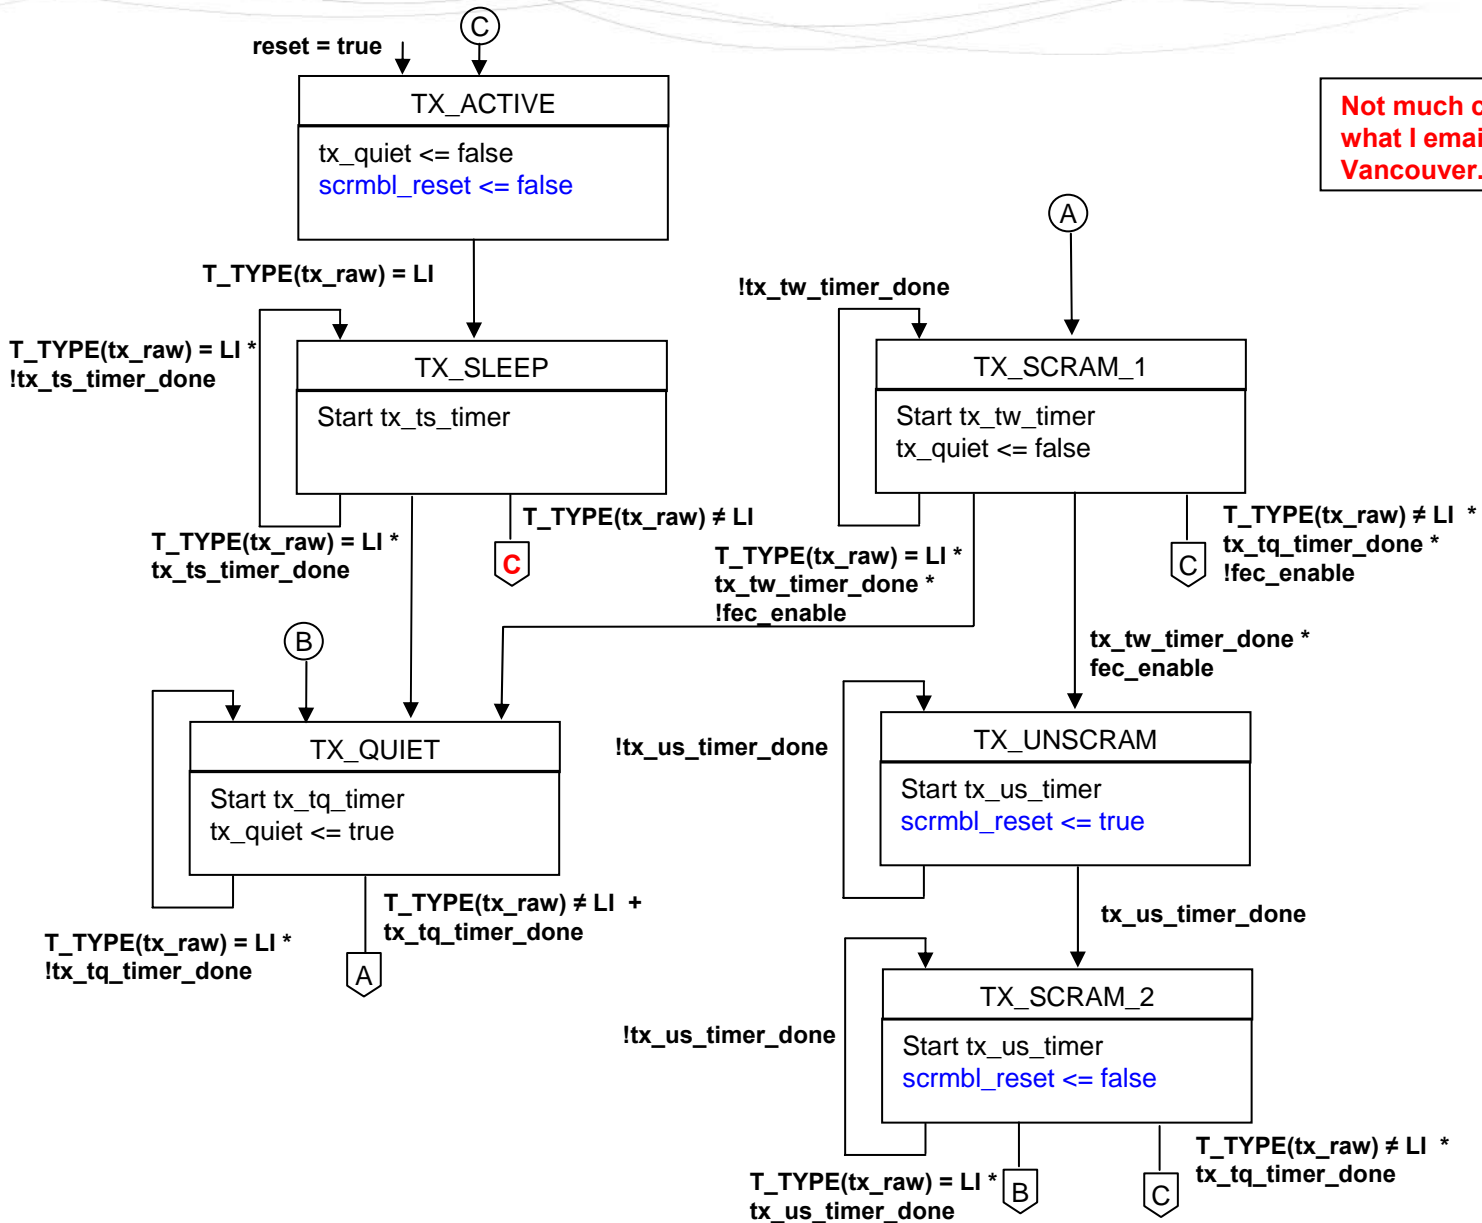 C
reset = true
TX_ACTIVE
tx_quiet <= false
scrmbl_reset <= false
Not much
what I
Vancouver.
A
T_TYPE(tx_raw) = LI
!tx_tw_timer_done
T_TYPE(tx_raw) = LI *
!tx_ts_timer_done
TX_SLEEP
Start tx_ts_timer
TX_SCRAM_1
Start tx_tw_timer
tx_quiet <= false
T_TYPE(tx_raw) = LI *
tx_ts_timer_done
T_TYPE(tx_raw) ≠ LI
C
T_TYPE(tx_raw) = LI *
tx_tw_timer_done *
!fec_enable
T_TYPE(tx_raw) ≠ LI *
tx_tq_timer_done *
!fec_enable
C
B
tx_tw_timer_done *
fec_enable
TX_QUIET
Start tx_tq_timer
tx_quiet <= true
!tx_us_timer_done
TX_UNSCRAM
Start tx_us_timer
scrmbl_reset <= true
T_TYPE(tx_raw) = LI *
!tx_tq_timer_done
T_TYPE(tx_raw) ≠ LI +
tx_tq_timer_done
A
tx_us_timer_done
!tx_us_timer_done
TX_SCRAM_2
Start tx_us_timer
scrmbl_reset <= false
T_TYPE(tx_raw) = LI *
tx_us_timer_done
B
C
T_TYPE(tx_raw) ≠ LI *
tx_tq_timer_done